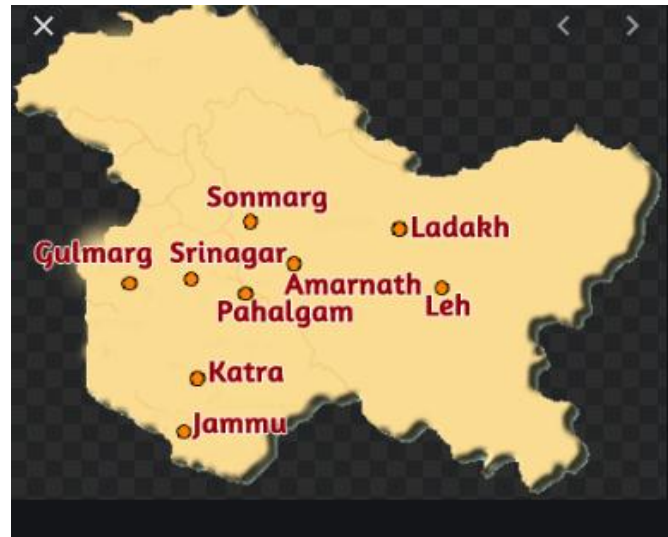 Sonmarg
Ladakh
Gulmarg
Srinagar
Amarnath
Leh
Pahalgam
Katra
Jammu